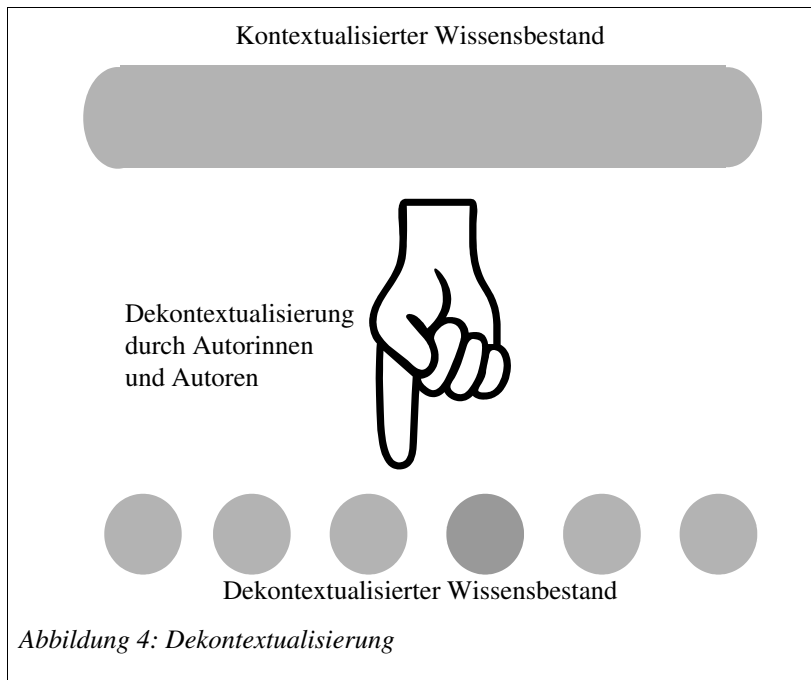 Kontextualisierter Wissensbestand
Dekontextualisierung
durch Autorinnen
und Autoren
Dekontextualisierter Wissensbestand
Abbildung 4: Dekontextualisierung